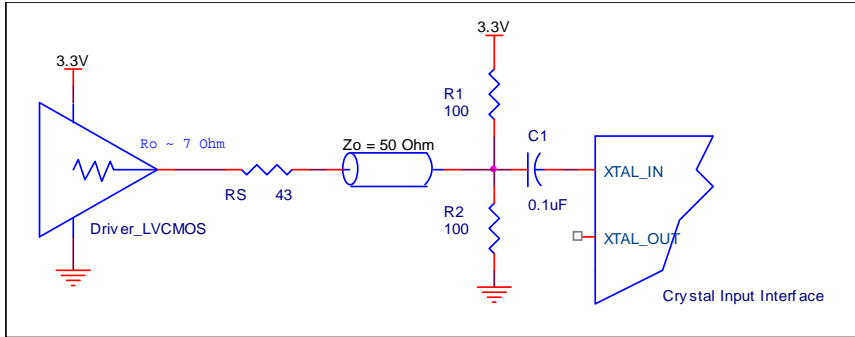 3.3V
3.3V
R1
100
C1
Ro ~ 7 Ohm
Zo = 50 Ohm
XTAL_IN
RS
43
0.1uF
R2
100
Driver_LVCMOS
XTAL_OUT
Crystal Input Interface